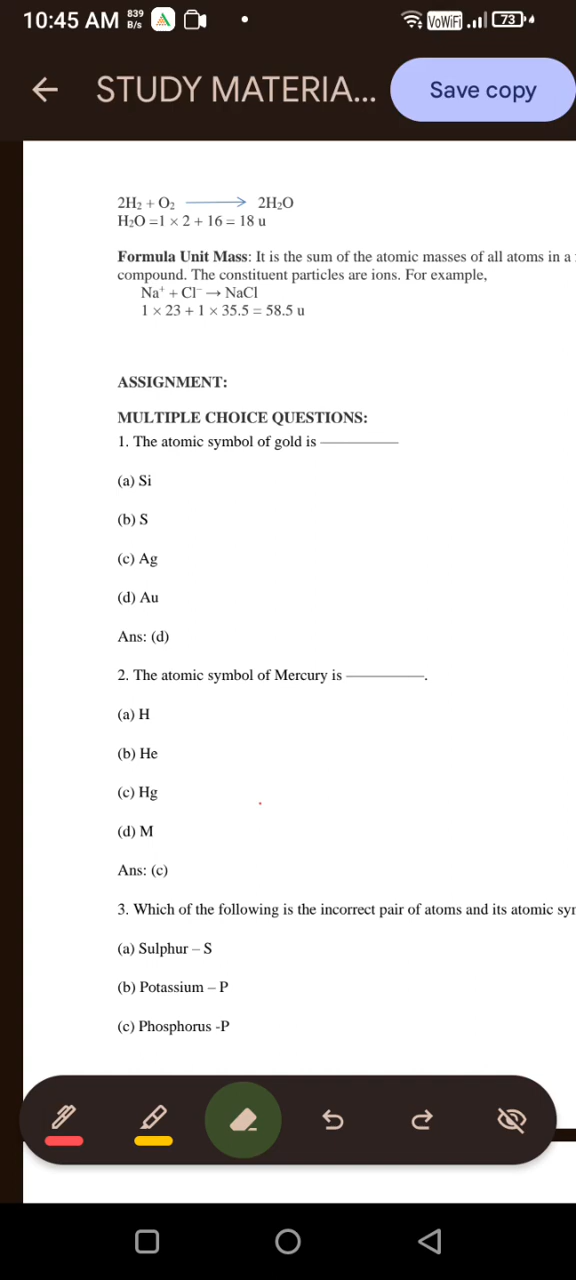 10:45 AM 839 B/s VoWiFi 73
STUDY MATERIA... Save copy
2H₂ + O₂ ⟶ 2H₂O
H₂O =1 × 2 + 16 = 18 u
Formula Unit Mass: It is the sum of the atomic masses of all atoms in a
compound. The constituent particles are ions. For example,
Na⁺ + Cl⁻ → NaCl
1 × 23 + 1 × 35.5 = 58.5 u
ASSIGNMENT:
MULTIPLE CHOICE QUESTIONS:
1. The atomic symbol of gold is ————
(a) Si
(b) S
(c) Ag
(d) Au
Ans: (d)
2. The atomic symbol of Mercury is ————.
(a) H
(b) He
(c) Hg
(d) M
Ans: (c)
3. Which of the following is the incorrect pair of atoms and its atomic
(a) Sulphur – S
(b) Potassium – P
(c) Phosphorus -P